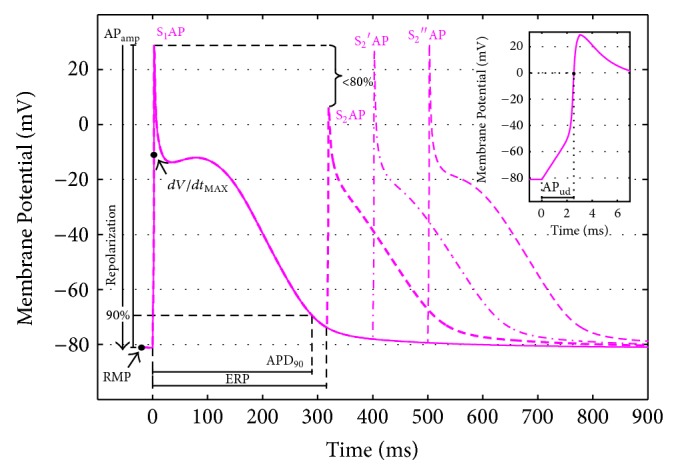 AP_amp
S₁AP
S₂′AP
S₂″AP
<80%
S₂AP
dV/dt_MAX
Repolarization
90%
RMP
APD₉₀
ERP
Membrane Potential (mV)
20
0
−20
−40
−60
−80
0 100 200 300 400 500 600 700 800 900
Time (ms)
Membrane Potential (mV)
20
0
−20
−40
−60
−80
AP_ud
0 2 4 6
Time (ms)